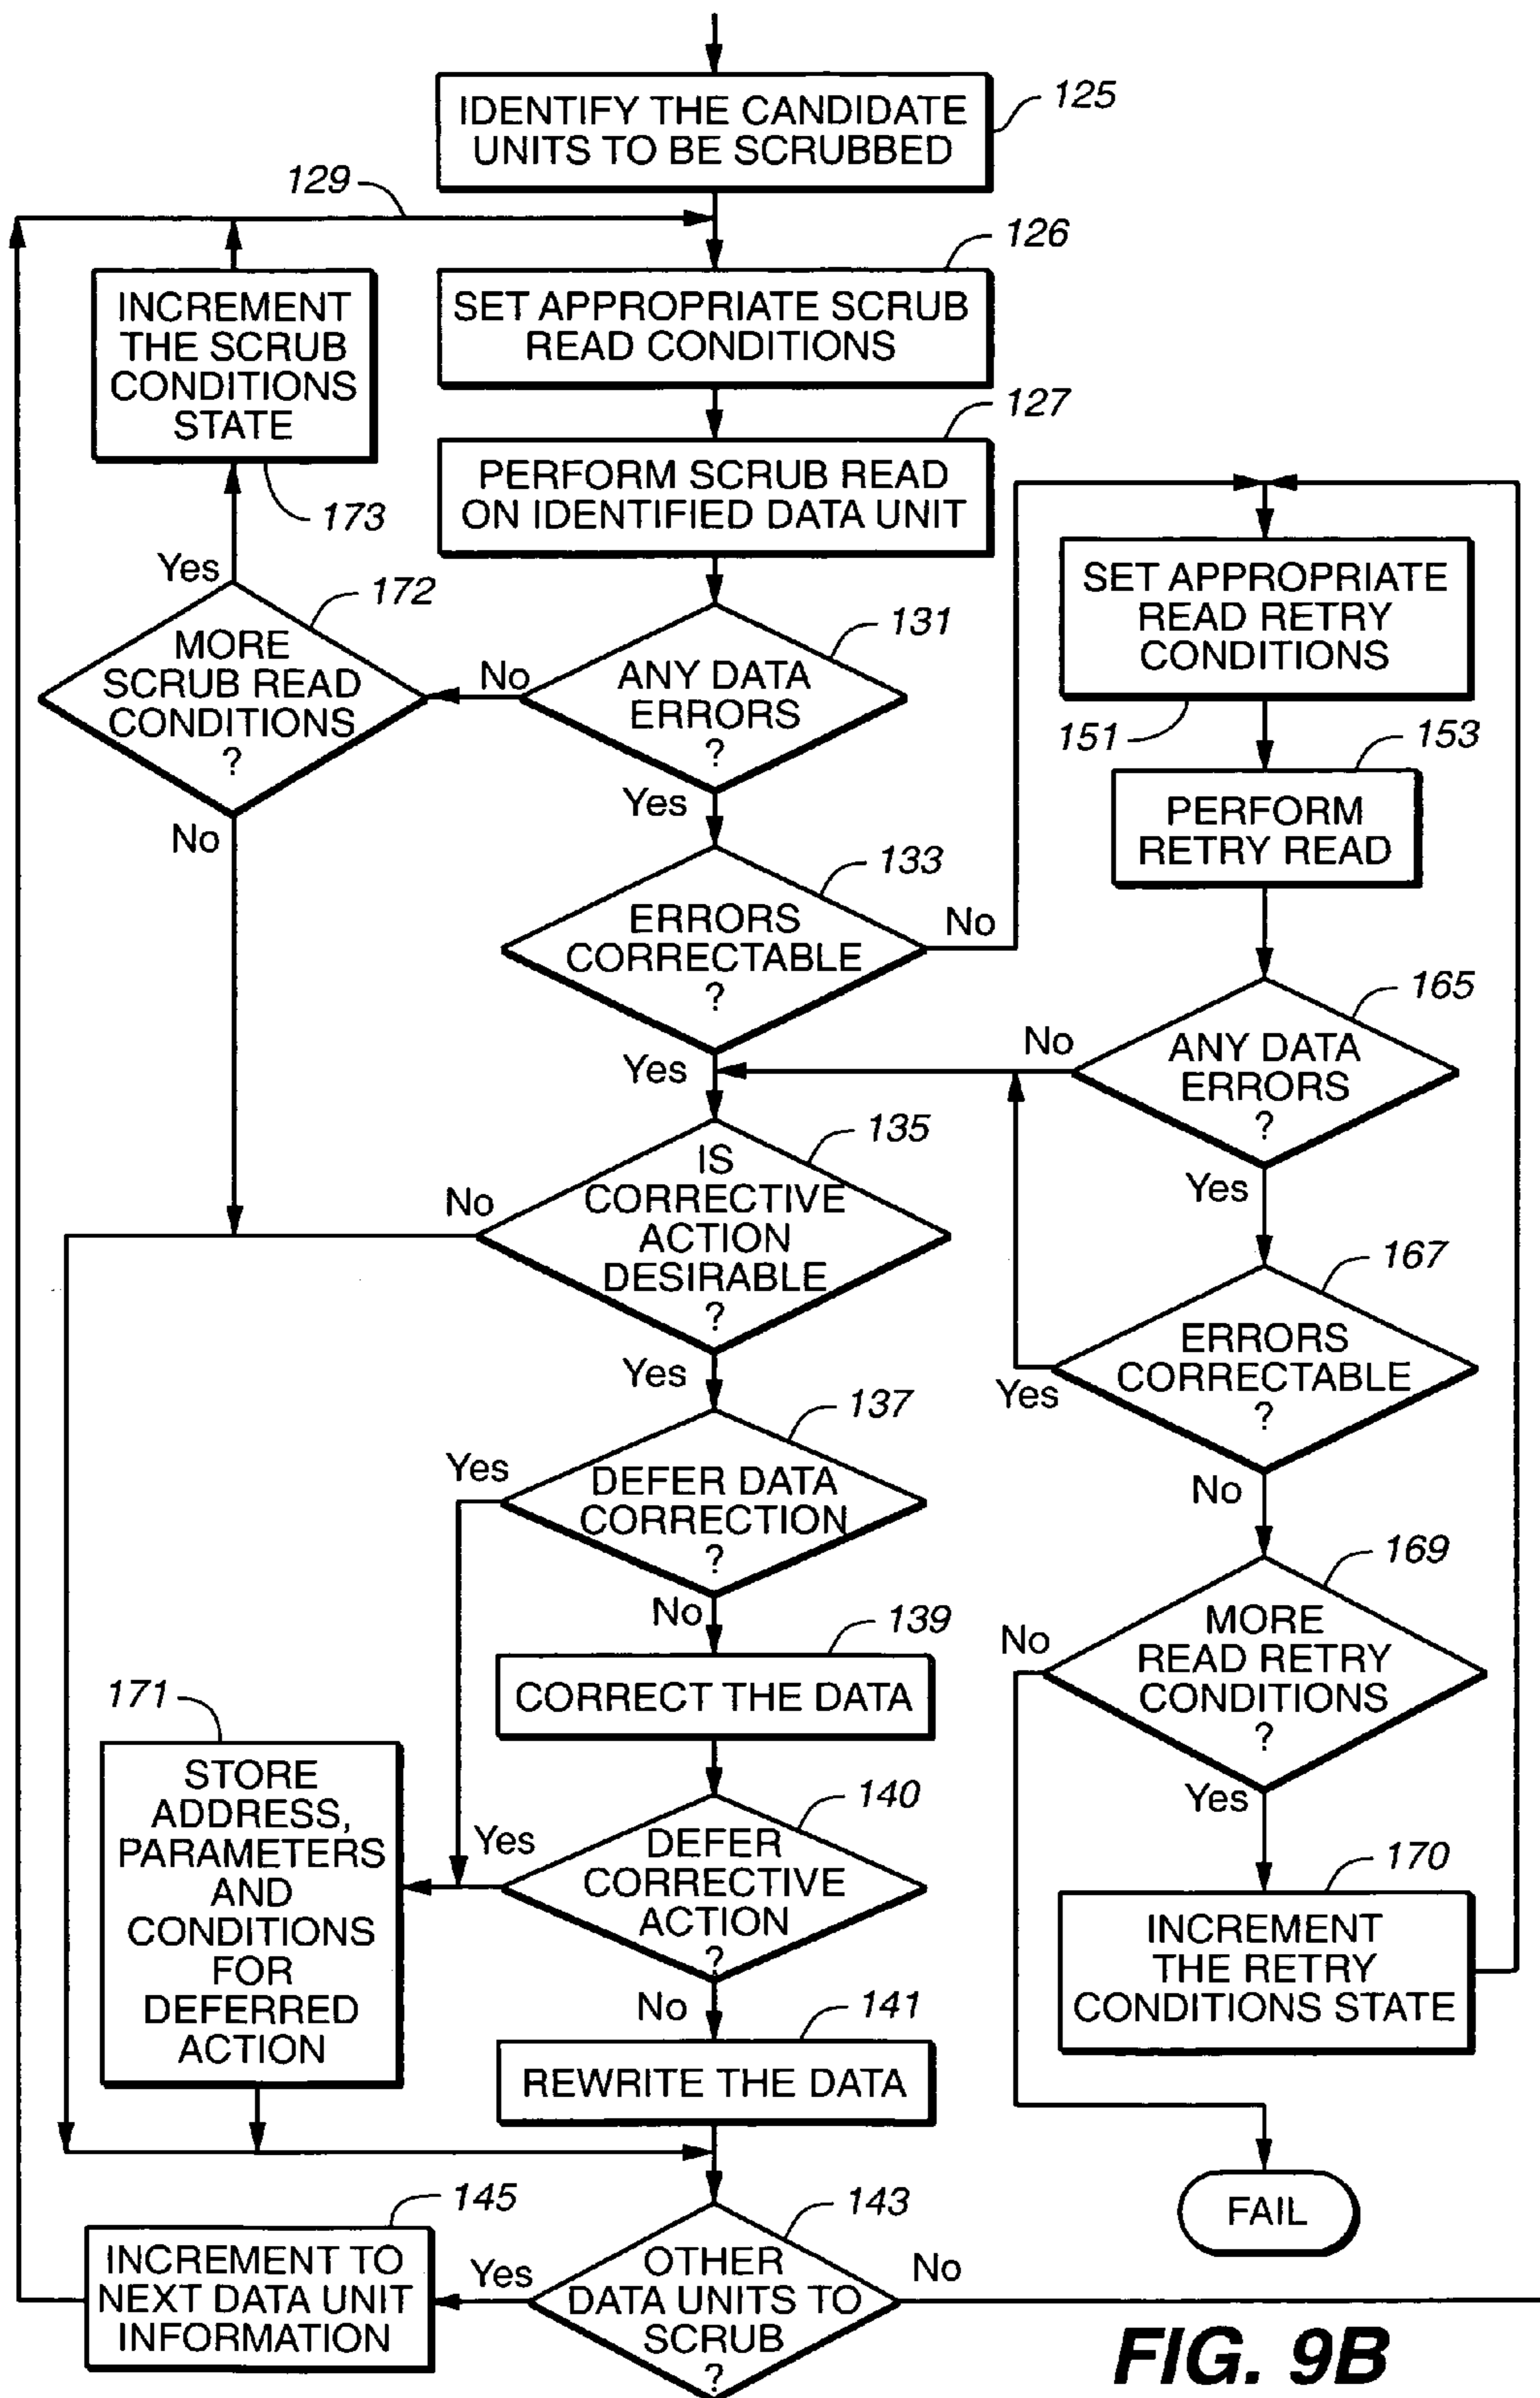 IDENTIFY THE CANDIDATE
UNITS TO BE SCRUBBED
125
129
126
SET APPROPRIATE SCRUB
READ CONDITIONS
INCREMENT
THE SCRUB
CONDITIONS
STATE
173
127
PERFORM SCRUB READ
ON IDENTIFIED DATA UNIT
Yes
172
MORE
SCRUB READ
CONDITIONS
?
No
No
131
ANY DATA
ERRORS
?
Yes
133
ERRORS
CORRECTABLE
?
No
Yes
SET APPROPRIATE
READ RETRY
CONDITIONS
151
153
PERFORM
RETRY READ
165
No
ANY DATA
ERRORS
?
Yes
135
No
IS
CORRECTIVE
ACTION
DESIRABLE
?
Yes
167
ERRORS
CORRECTABLE
?
Yes
No
137
Yes
DEFER DATA
CORRECTION
?
No
169
No
MORE
READ RETRY
CONDITIONS
?
Yes
139
CORRECT THE DATA
171
STORE
ADDRESS,
PARAMETERS
AND
CONDITIONS
FOR
DEFERRED
ACTION
140
Yes
DEFER
CORRECTIVE
ACTION
?
No
170
INCREMENT
THE RETRY
CONDITIONS STATE
141
REWRITE THE DATA
FAIL
145
INCREMENT TO
NEXT DATA UNIT
INFORMATION
Yes
143
OTHER
DATA UNITS TO
SCRUB
?
No
FIG. 9B